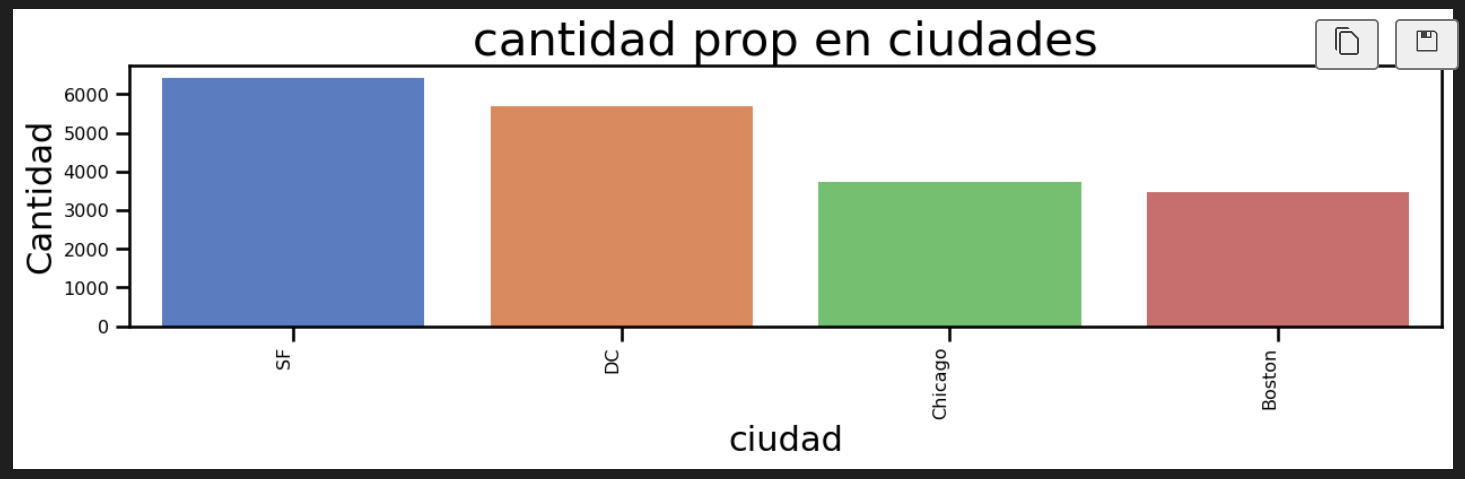 cantidad prop en ciudades
Cantidad
6000
5000
4000
3000
2000
1000
0
SF
DC
Chicago
Boston
ciudad